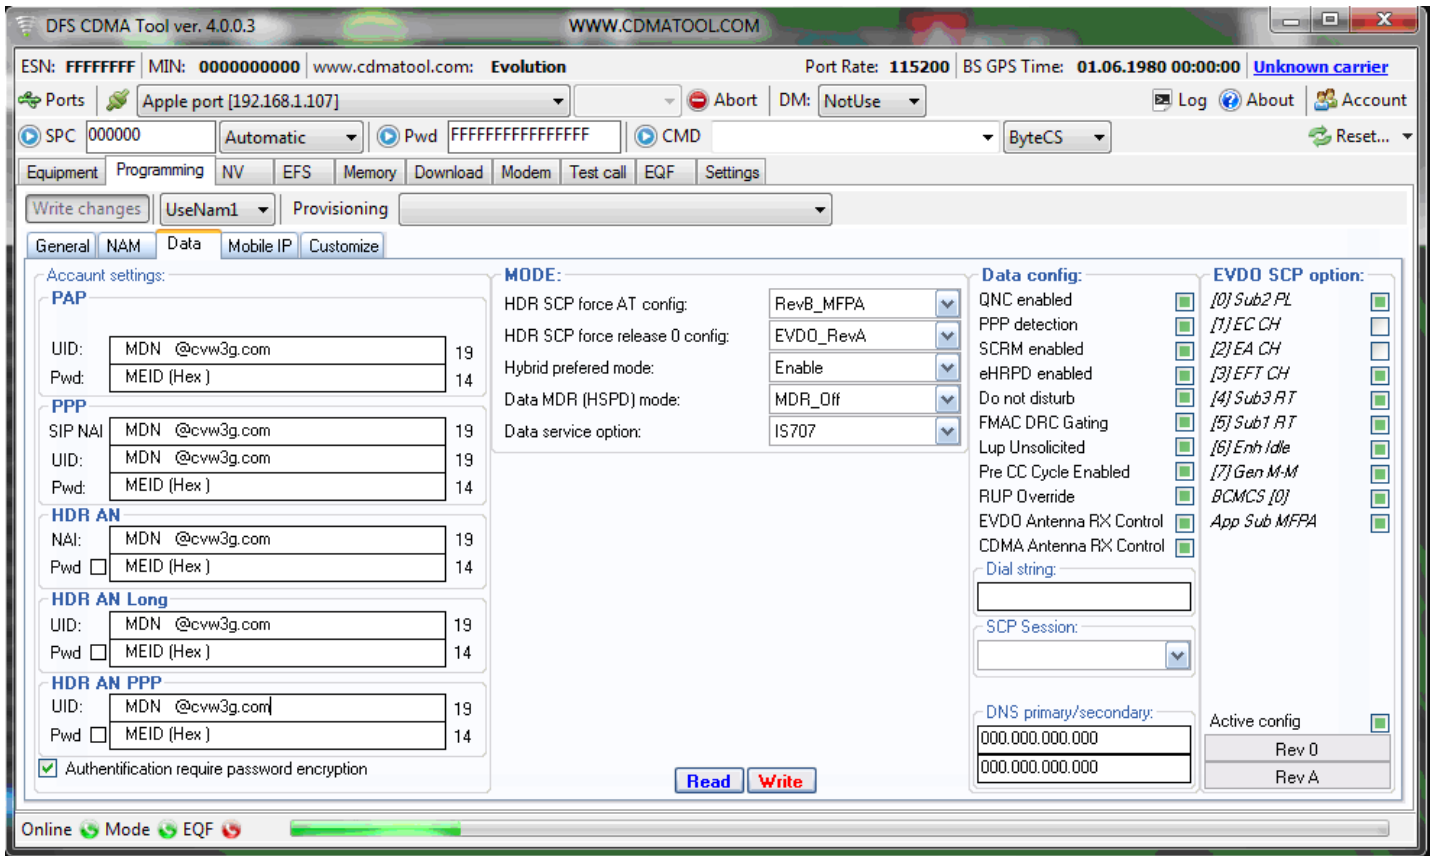 DFS CDMA Tool ver. 4.0.0.3 WWW.CDMATOOL.COM
ESN: FFFFFFFF MIN: 0000000000 www.cdmatool.com: Evolution Port Rate: 115200 BS GPS Time: 01.06.1980 00:00:00 Unknown carrier
Ports Apple port [192.168.1.107] Abort DM: NotUse Log About Account
SPC 000000 Automatic Pwd FFFFFFFFFFFFFFFF CMD ByteCS Reset...
Equipment Programming NV EFS Memory Download Modem Test call EQF Settings
Write changes UseNam1 Provisioning
General NAM Data Mobile IP Customize
Accaunt settings:
PAP
UID: MDN @cvw3g.com 19
Pwd: MEID (Hex ) 14
PPP
SIP NAI MDN @cvw3g.com 19
UID: MDN @cvw3g.com 19
Pwd: MEID (Hex ) 14
HDR AN
NAI: MDN @cvw3g.com 19
Pwd MEID (Hex ) 14
HDR AN Long
UID: MDN @cvw3g.com 19
Pwd MEID (Hex ) 14
HDR AN PPP
UID: MDN @cvw3g.com 19
Pwd MEID (Hex ) 14
Authentification require password encryption
MODE:
HDR SCP force AT config: RevB_MFPA
HDR SCP force release 0 config: EVDO_RevA
Hybrid prefered mode: Enable
Data MDR (HSPD) mode: MDR_Off
Data service option: IS707
Read Write
Data config:
QNC enabled
PPP detection
SCRM enabled
eHRPD enabled
Do not disturb
FMAC DRC Gating
Lup Unsolicited
Pre CC Cycle Enabled
RUP Override
EVDO Antenna RX Control
CDMA Antenna RX Control
Dial string:
SCP Session:
DNS primary/secondary:
000.000.000.000
000.000.000.000
EVDO SCP option:
[0] Sub2 PL
[1] EC CH
[2] EA CH
[3] EFT CH
[4] Sub3 RT
[5] Sub1 RT
[6] Enh Idle
[7] Gen M-M
BCMCS [0]
App Sub MFPA
Active config
Rev 0
Rev A
Online Mode EQF